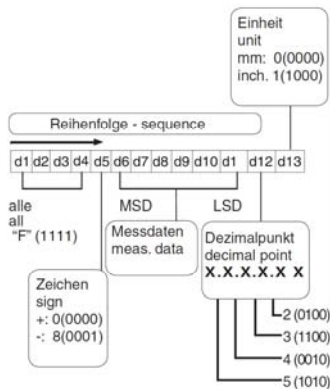 Einheit
unit
mm: 0(0000)
inch. 1(1000)
Reihenfolge - sequence
d1 d2 d3 d4 d5 d6 d7 d8 d9 d10 d1 d12 d13
alle
all
"F" (1111)
MSD
LSD
Messdaten
meas. data
Dezimalpunkt
decimal point
X.X.X.X.X X
Zeichen
sign
+: 0(0000)
-: 8(0001)
2 (0100)
3 (1100)
4 (0010)
5 (1010)